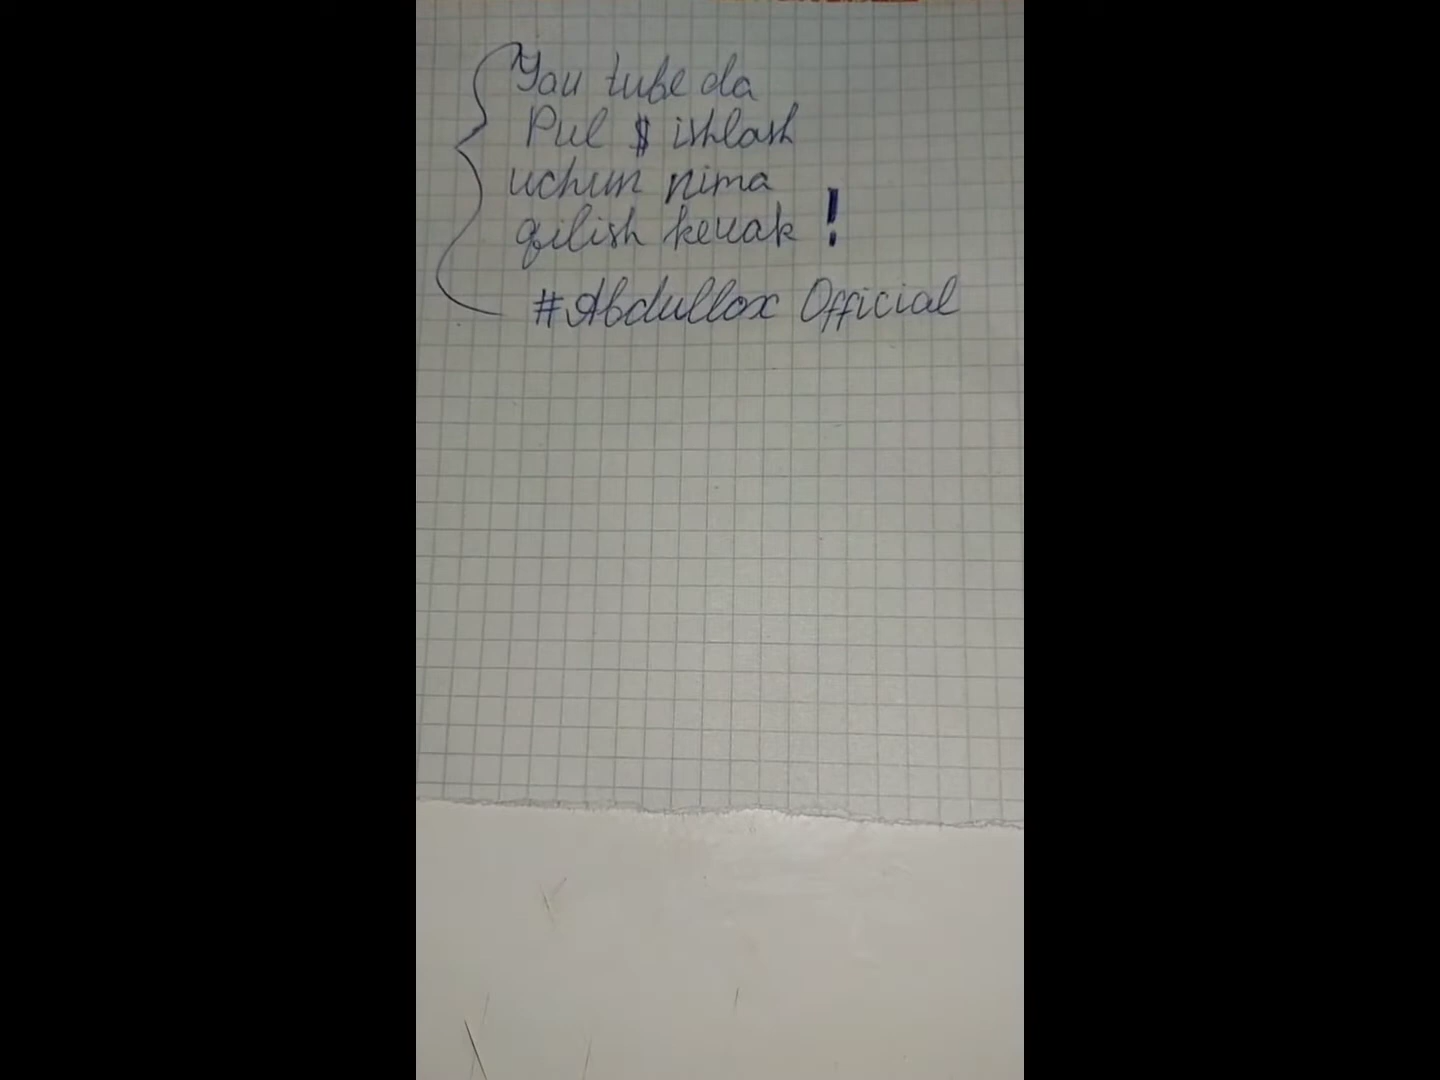 You tube da
Pul $ ishlash
uchun nima
qilish kerak !
#Abdullox Official